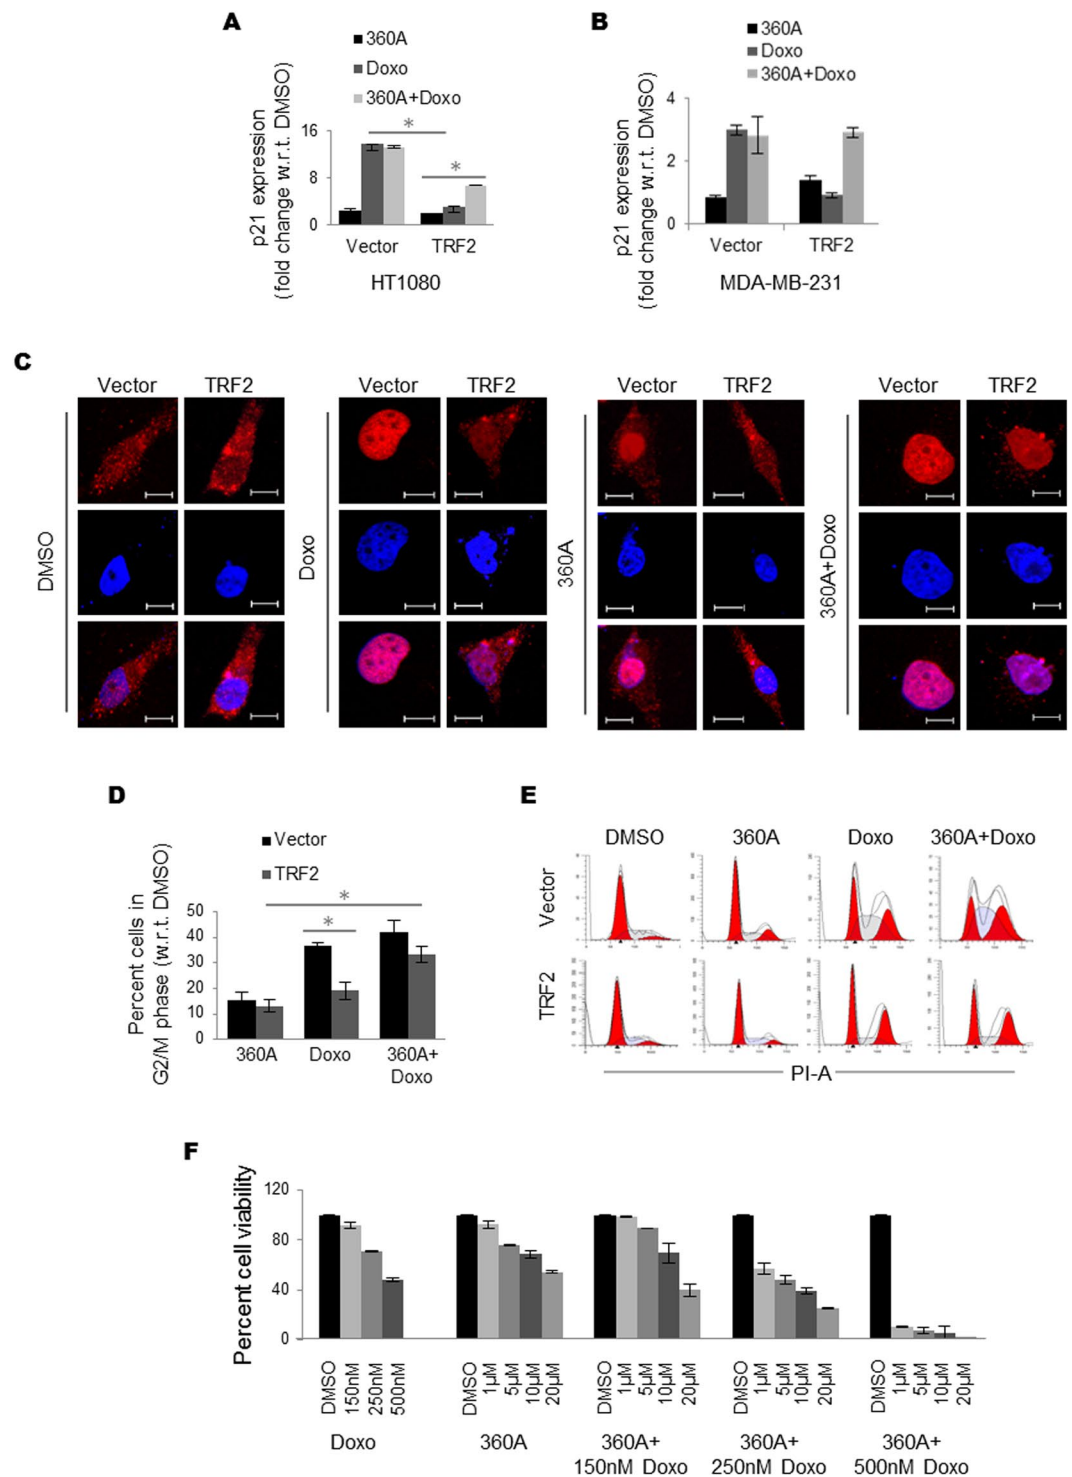 A
360A
Doxo
360A+Doxo
p21 expression
(fold change w.r.t. DMSO)
16
8
0
*
*
Vector TRF2
HT1080
B
360A
Doxo
360A+Doxo
p21 expression
(fold change w.r.t. DMSO)
4
2
0
Vector TRF2
MDA-MB-231
C
Vector TRF2 Vector TRF2 Vector TRF2 Vector TRF2
DMSO
Doxo
360A
360A+Doxo
D
Vector
TRF2
Percent cells in
G2/M phase (w.r.t. DMSO)
50
40
30
20
10
0
*
*
360A Doxo 360A+
Doxo
E
DMSO 360A Doxo 360A+Doxo
Vector
TRF2
PI-A
F
Percent cell viability
120
80
40
0
DMSO 150nM 250nM 500nM
DMSO 1µM 5µM 10µM 20µM
DMSO 1µM 5µM 10µM 20µM
DMSO 1µM 5µM 10µM 20µM
DMSO 1µM 5µM 10µM 20µM
Doxo 360A 360A+ 360A+ 360A+
150nM Doxo 250nM Doxo 500nM Doxo